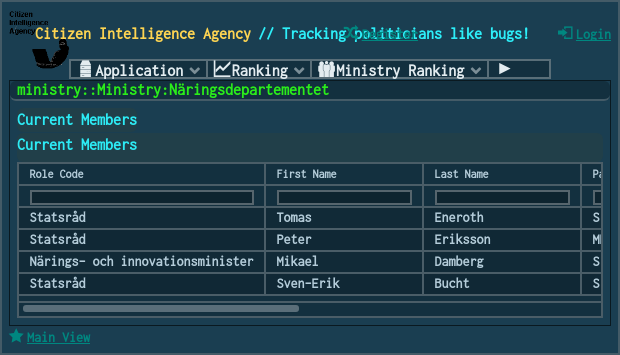 Citizen
Intelligence
Agency
Citizen Intelligence Agency // Tracking politicians like bugs!
Login
Application
Ranking
Ministry Ranking
ministry::Ministry:Näringsdepartementet
Current Members
Current Members
Role Code First Name Last Name Pa
Statsråd Tomas Eneroth S
Statsråd Peter Eriksson M
Närings- och innovationsminister Mikael Damberg S
Statsråd Sven-Erik Bucht S
Main View